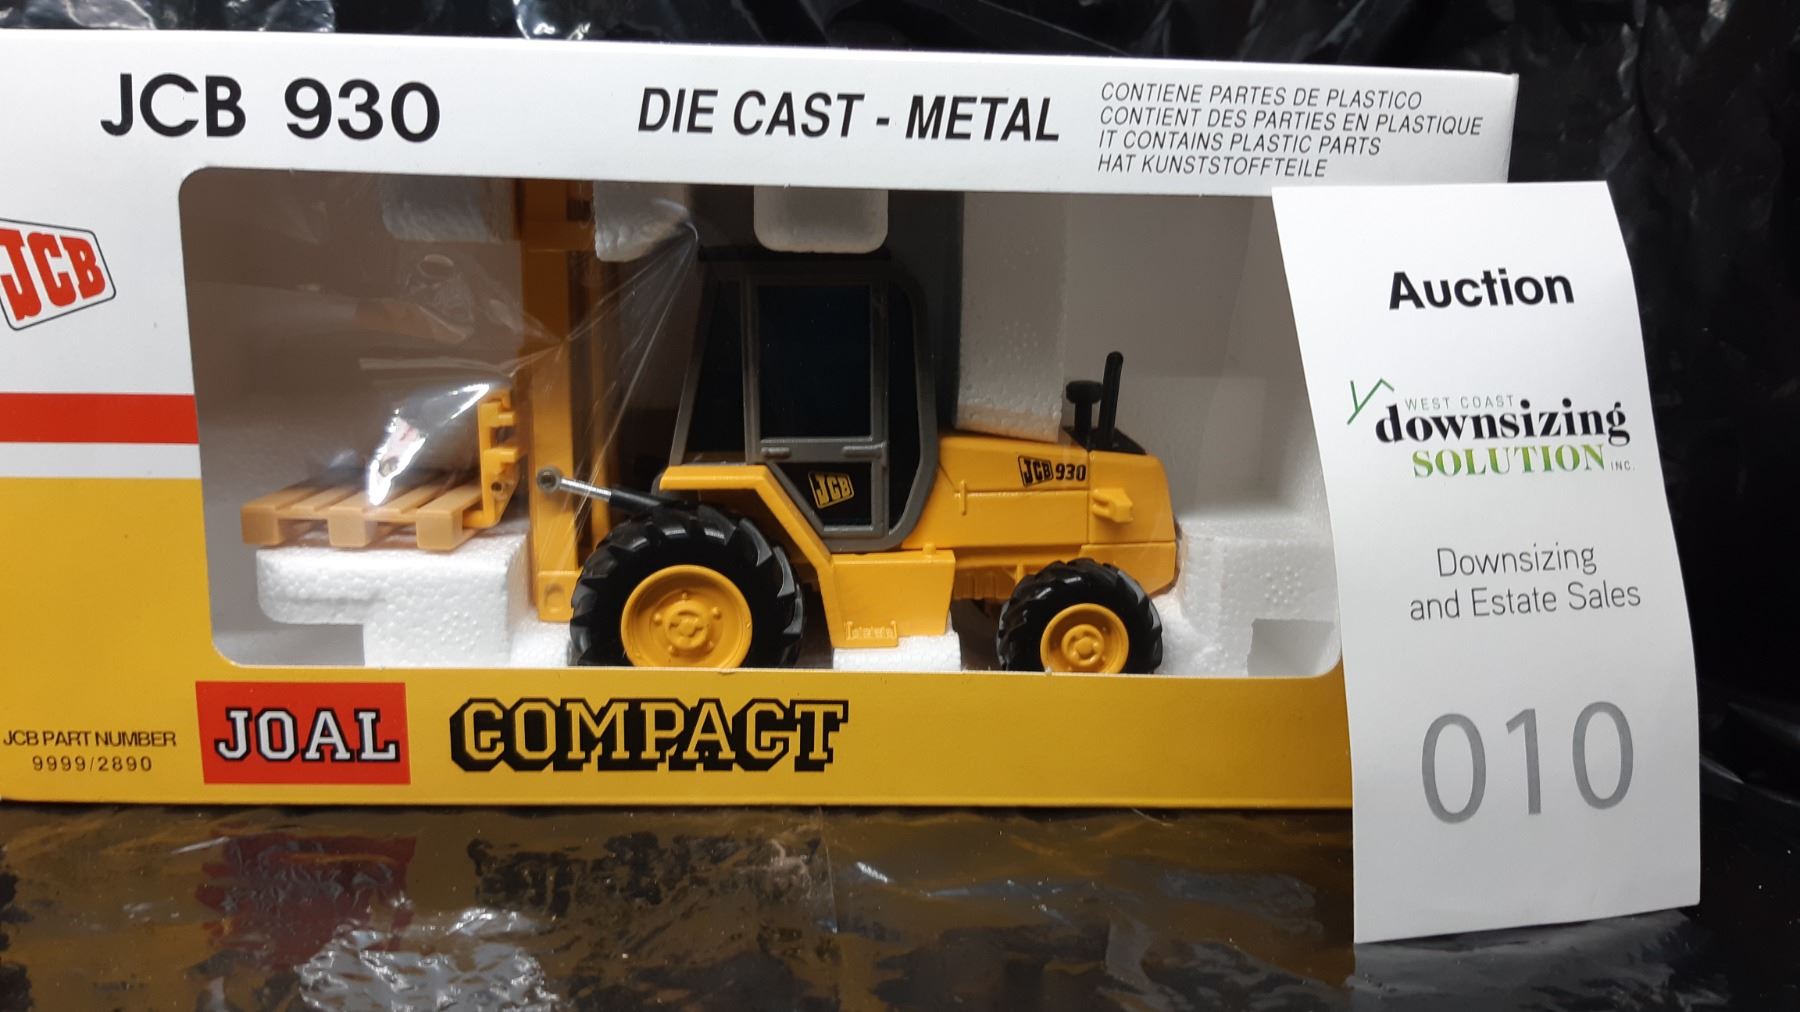 JCB 930
DIE CAST - METAL
CONTIENE PARTES DE PLASTICO
CONTIENT DES PARTIES EN PLASTIQUE
IT CONTAINS PLASTIC PARTS
HAT KUNSTSTOFFTEILE
JCB
JCB
JCB 930
JCB PART NUMBER
9999/2890
JOAL
COMPACT
Auction
WEST COAST
downsizing
SOLUTION INC.
Downsizing
and Estate Sales
010